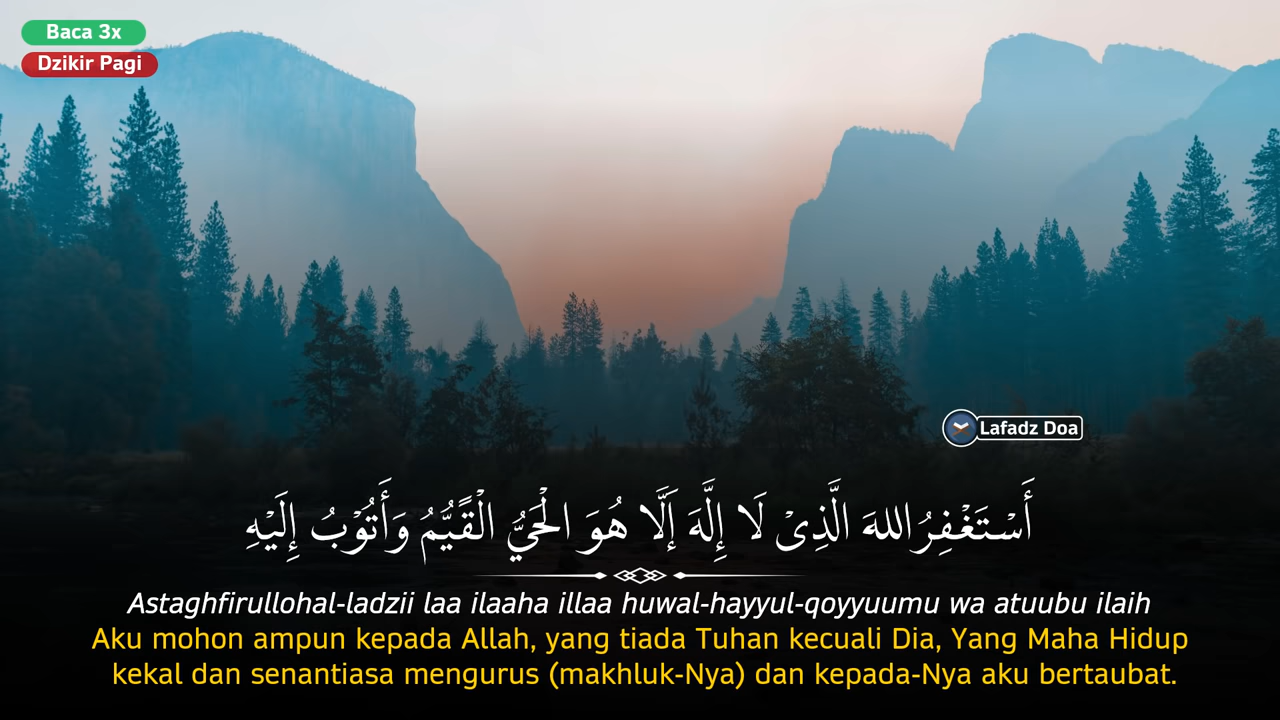 Baca 3x
Dzikir Pagi
Lafadz Doa
أَسْتَغْفِرُاللهَ الَّذِىْ لَا إِلَّهَ إَلَّا هُوَ الْحَيُّ الْقًيُّمُ وَأَتُوْبُ إِلَيْهِ
Astaghfirullohal-ladzii laa ilaaha illaa huwal-hayyul-qoyyuumu wa atuubu ilaih
Aku mohon ampun kepada Allah, yang tiada Tuhan kecuali Dia, Yang Maha Hidup
kekal dan senantiasa mengurus (makhluk-Nya) dan kepada-Nya aku bertaubat.